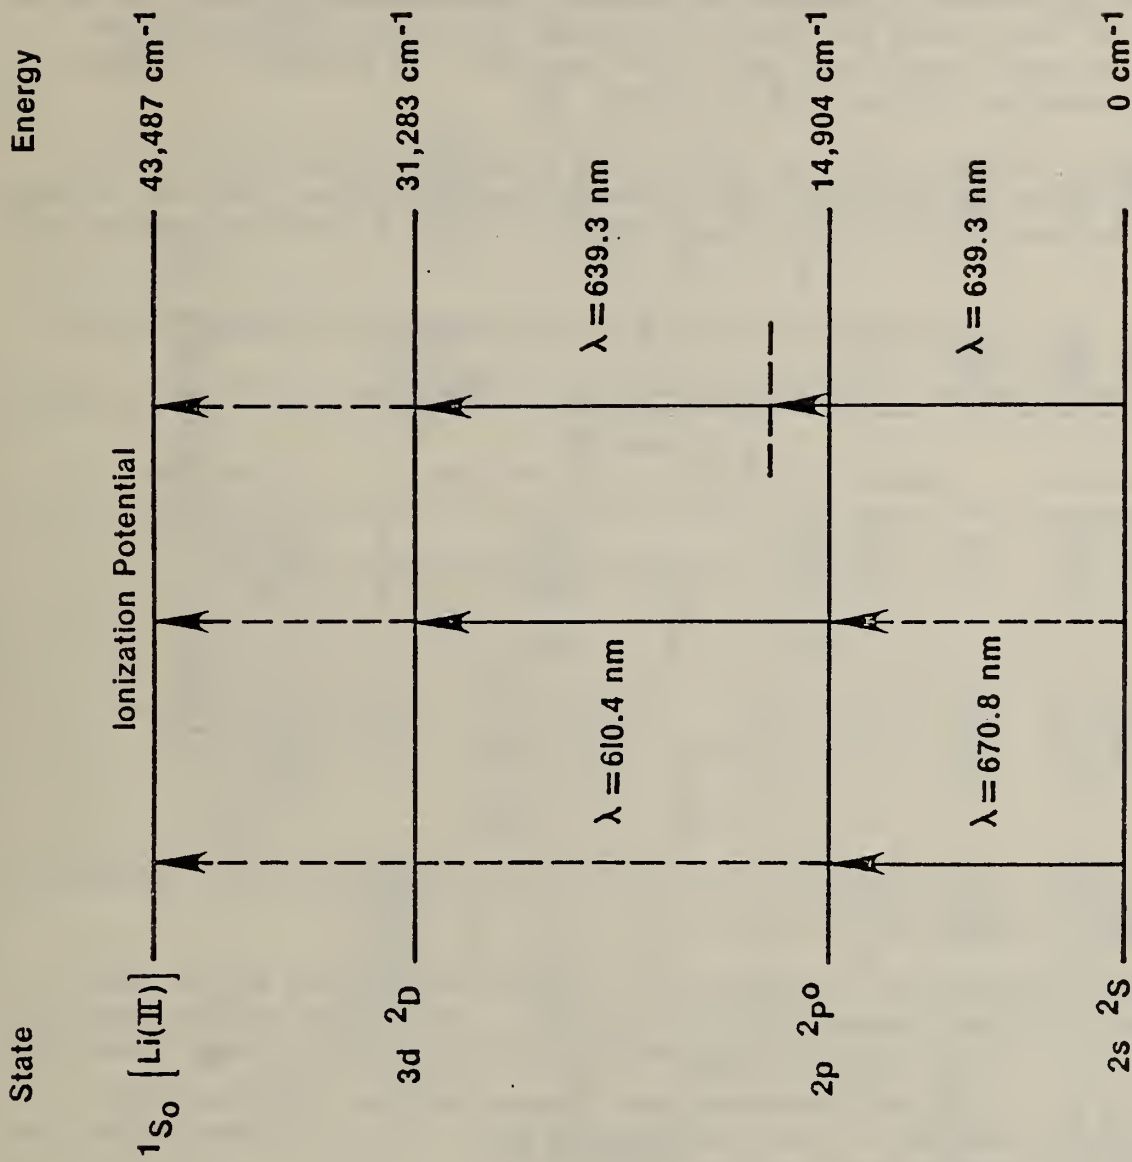 State Energy
¹S₀ [Li(II)] 43,487 cm⁻¹
Ionization Potential
3d ²D 31,283 cm⁻¹
λ=610.4 nm λ=639.3 nm
2p ²P⁰ 14,904 cm⁻¹
λ=670.8 nm λ=639.3 nm
2s ²S 0 cm⁻¹